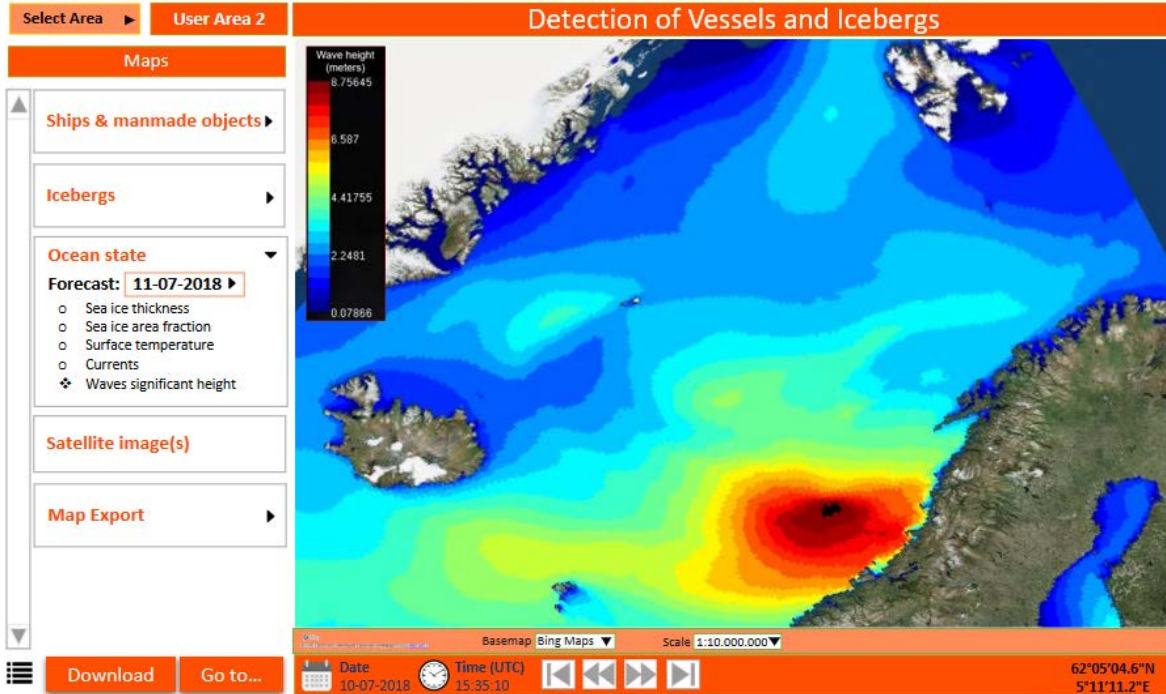 Select Area
User Area 2
Detection of Vessels and Icebergs
Maps
Ships & manmade objects
Icebergs
Ocean state
Forecast: 11-07-2018
Sea ice thickness
Sea ice area fraction
Surface temperature
Currents
Waves significant height
Satellite image(s)
Map Export
Wave height
(meters)
8.75645
6.587
4.41755
2.2481
0.07866
Basemap Bing Maps
Scale 1:10.000.000
Download
Go to...
Date
10-07-2018
Time (UTC)
15:35:10
62°05'04.6"N
5°11'11.2"E